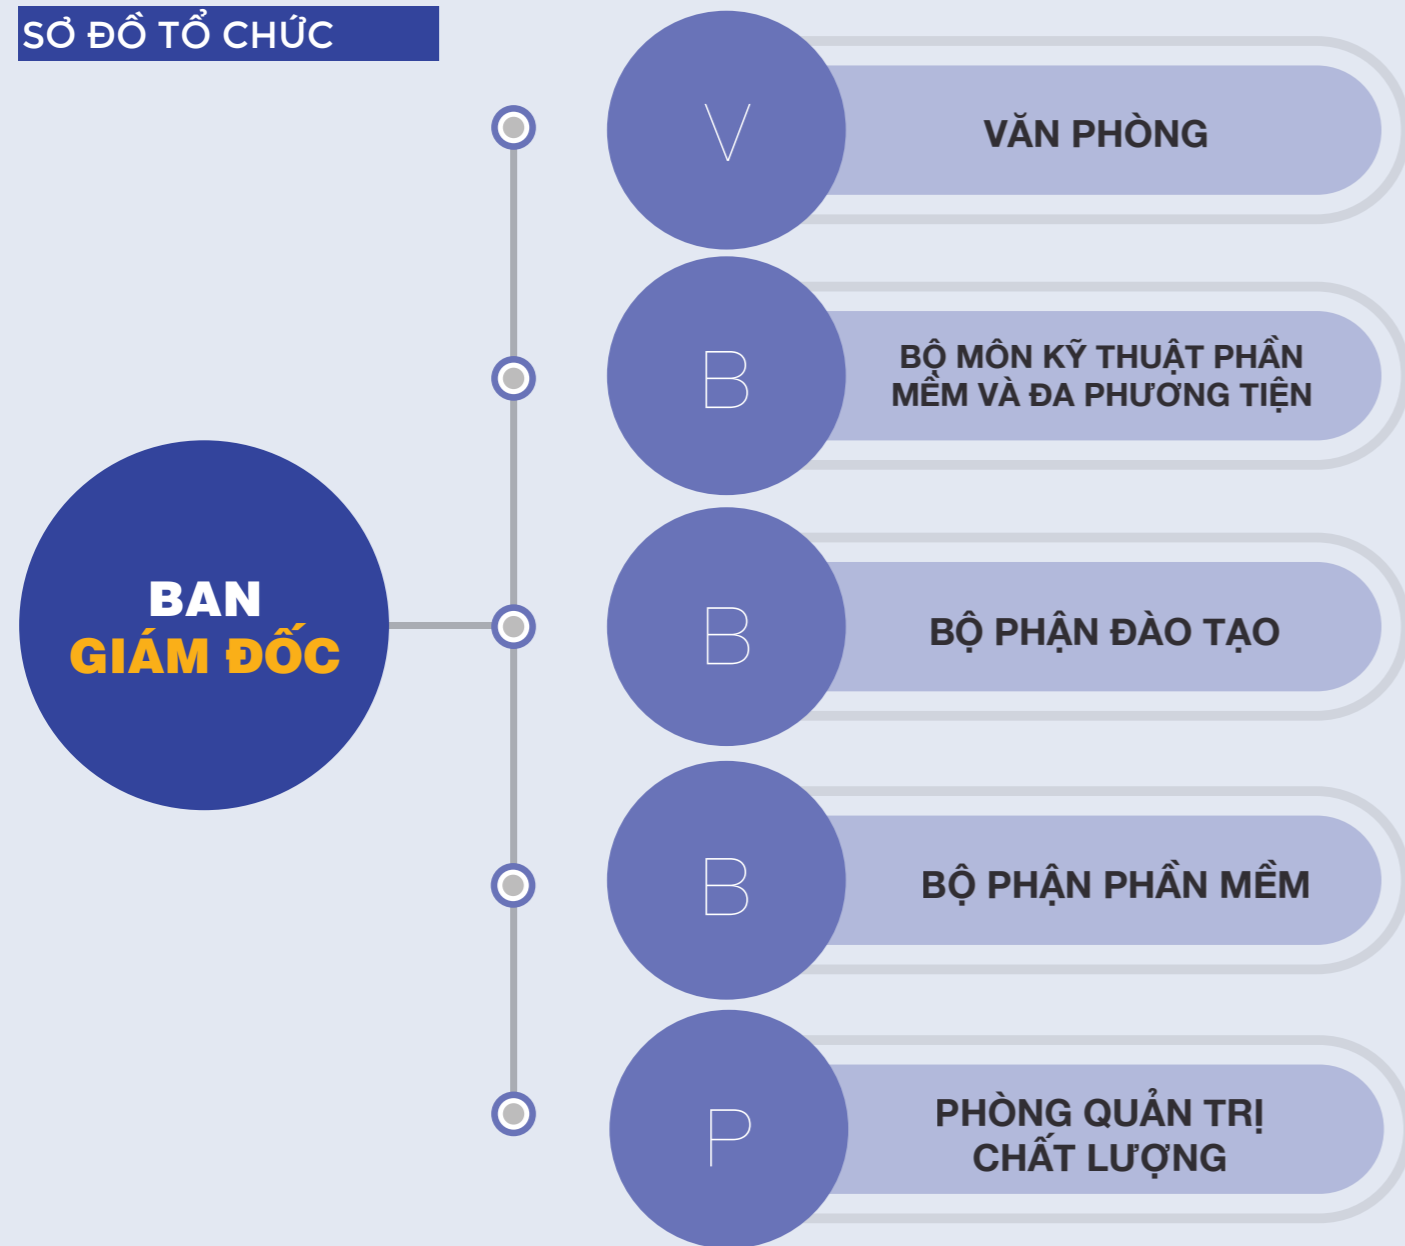 SƠ ĐỒ TỔ CHỨC
BAN
GIÁM ĐỐC
V
VĂN PHÒNG
B
BỘ MÔN KỸ THUẬT PHẦN
MỀM VÀ ĐA PHƯƠNG TIỆN
B
BỘ PHẬN ĐÀO TẠO
B
BỘ PHẬN PHẦN MỀM
P
PHÒNG QUẢN TRỊ
CHẤT LƯỢNG